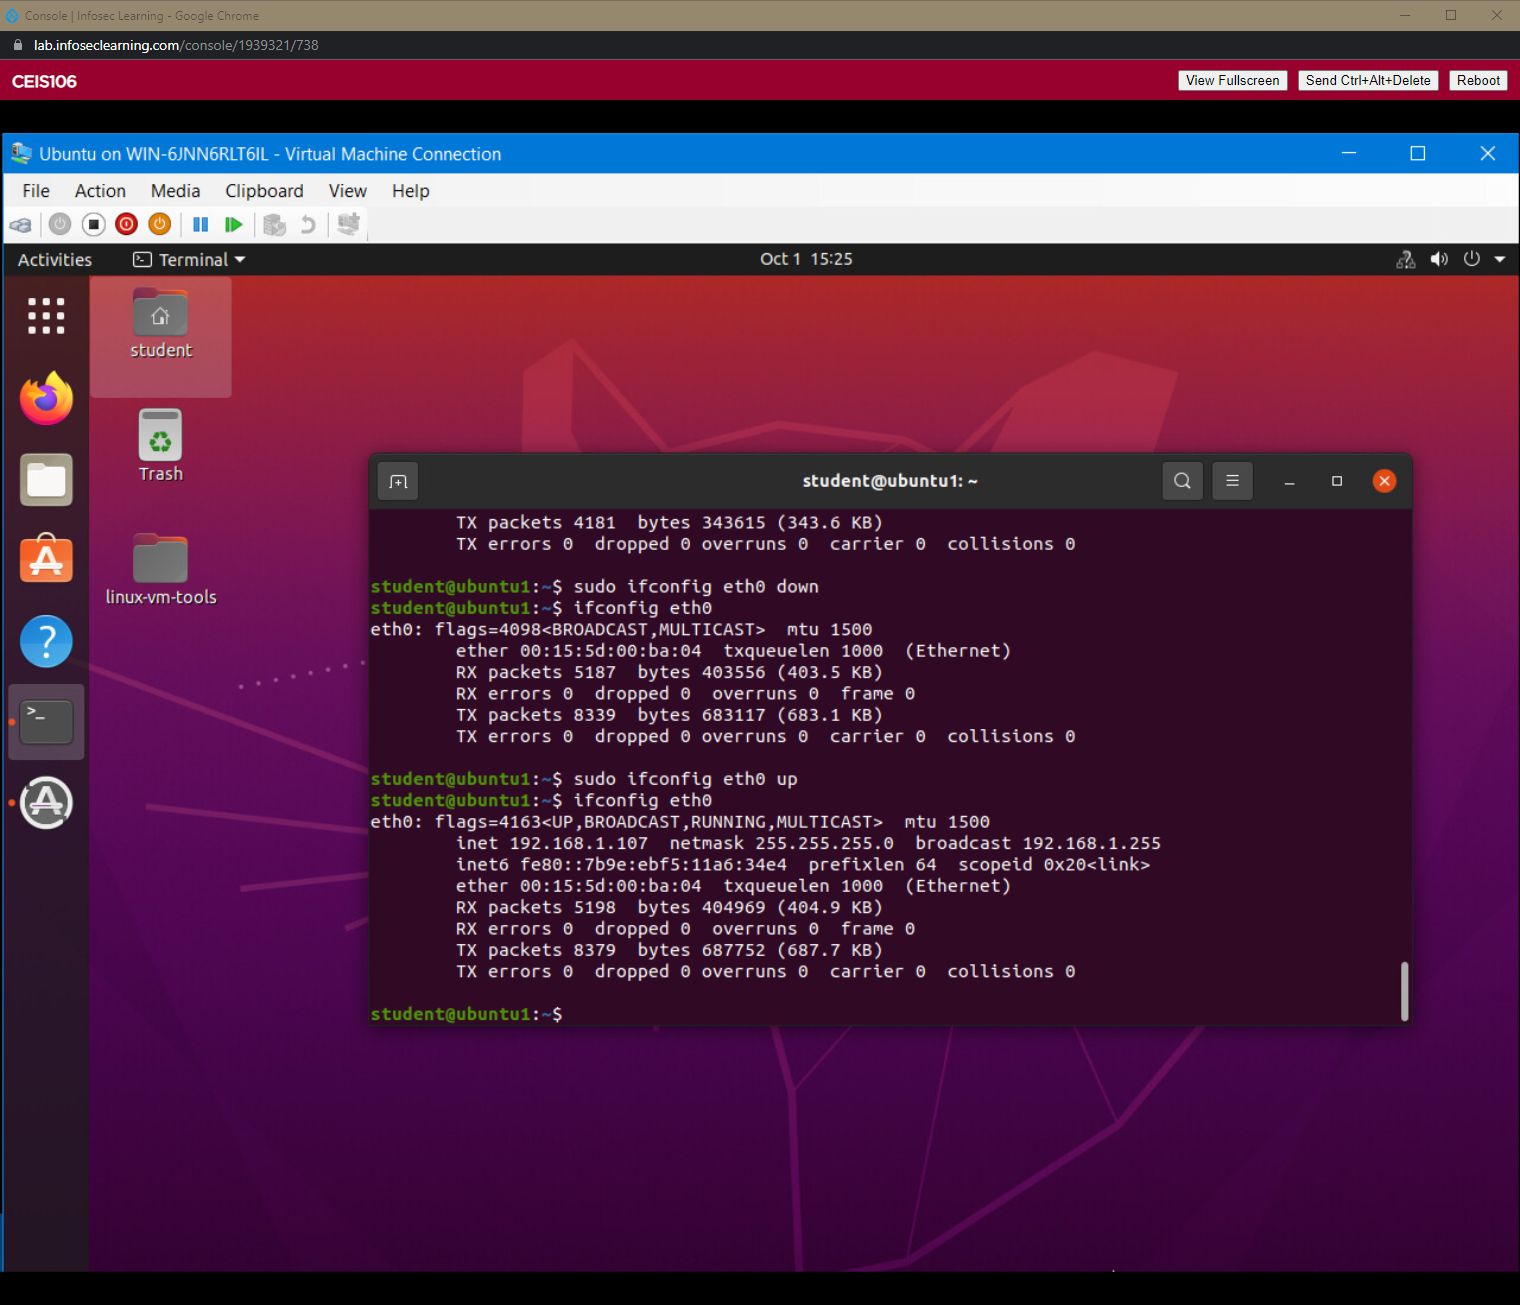 Console | Infosec Learning - Google Chrome
lab.infoseclearning.com/console/1939321/738
CEIS106
View Fullscreen
Send Ctrl+Alt+Delete
Reboot
Ubuntu on WIN-6JNN6RLT6IL - Virtual Machine Connection
File Action Media Clipboard View Help
Activities
Terminal
Oct 1 15:25
student
Trash
linux-vm-tools
student@ubuntu1: ~
TX packets 4181 bytes 343615 (343.6 KB)
TX errors 0 dropped 0 overruns 0 carrier 0 collisions 0
student@ubuntu1:~$ sudo ifconfig eth0 down
student@ubuntu1:~$ ifconfig eth0
eth0: flags=4098<BROADCAST,MULTICAST> mtu 1500
ether 00:15:5d:00:ba:04 txqueuelen 1000 (Ethernet)
RX packets 5187 bytes 403556 (403.5 KB)
RX errors 0 dropped 0 overruns 0 frame 0
TX packets 8339 bytes 683117 (683.1 KB)
TX errors 0 dropped 0 overruns 0 carrier 0 collisions 0
student@ubuntu1:~$ sudo ifconfig eth0 up
student@ubuntu1:~$ ifconfig eth0
eth0: flags=4163<UP,BROADCAST,RUNNING,MULTICAST> mtu 1500
inet 192.168.1.107 netmask 255.255.255.0 broadcast 192.168.1.255
inet6 fe80::7b9e:ebf5:11a6:34e4 prefixlen 64 scopeid 0x20<link>
ether 00:15:5d:00:ba:04 txqueuelen 1000 (Ethernet)
RX packets 5198 bytes 404969 (404.9 KB)
RX errors 0 dropped 0 overruns 0 frame 0
TX packets 8379 bytes 687752 (687.7 KB)
TX errors 0 dropped 0 overruns 0 carrier 0 collisions 0
student@ubuntu1:~$